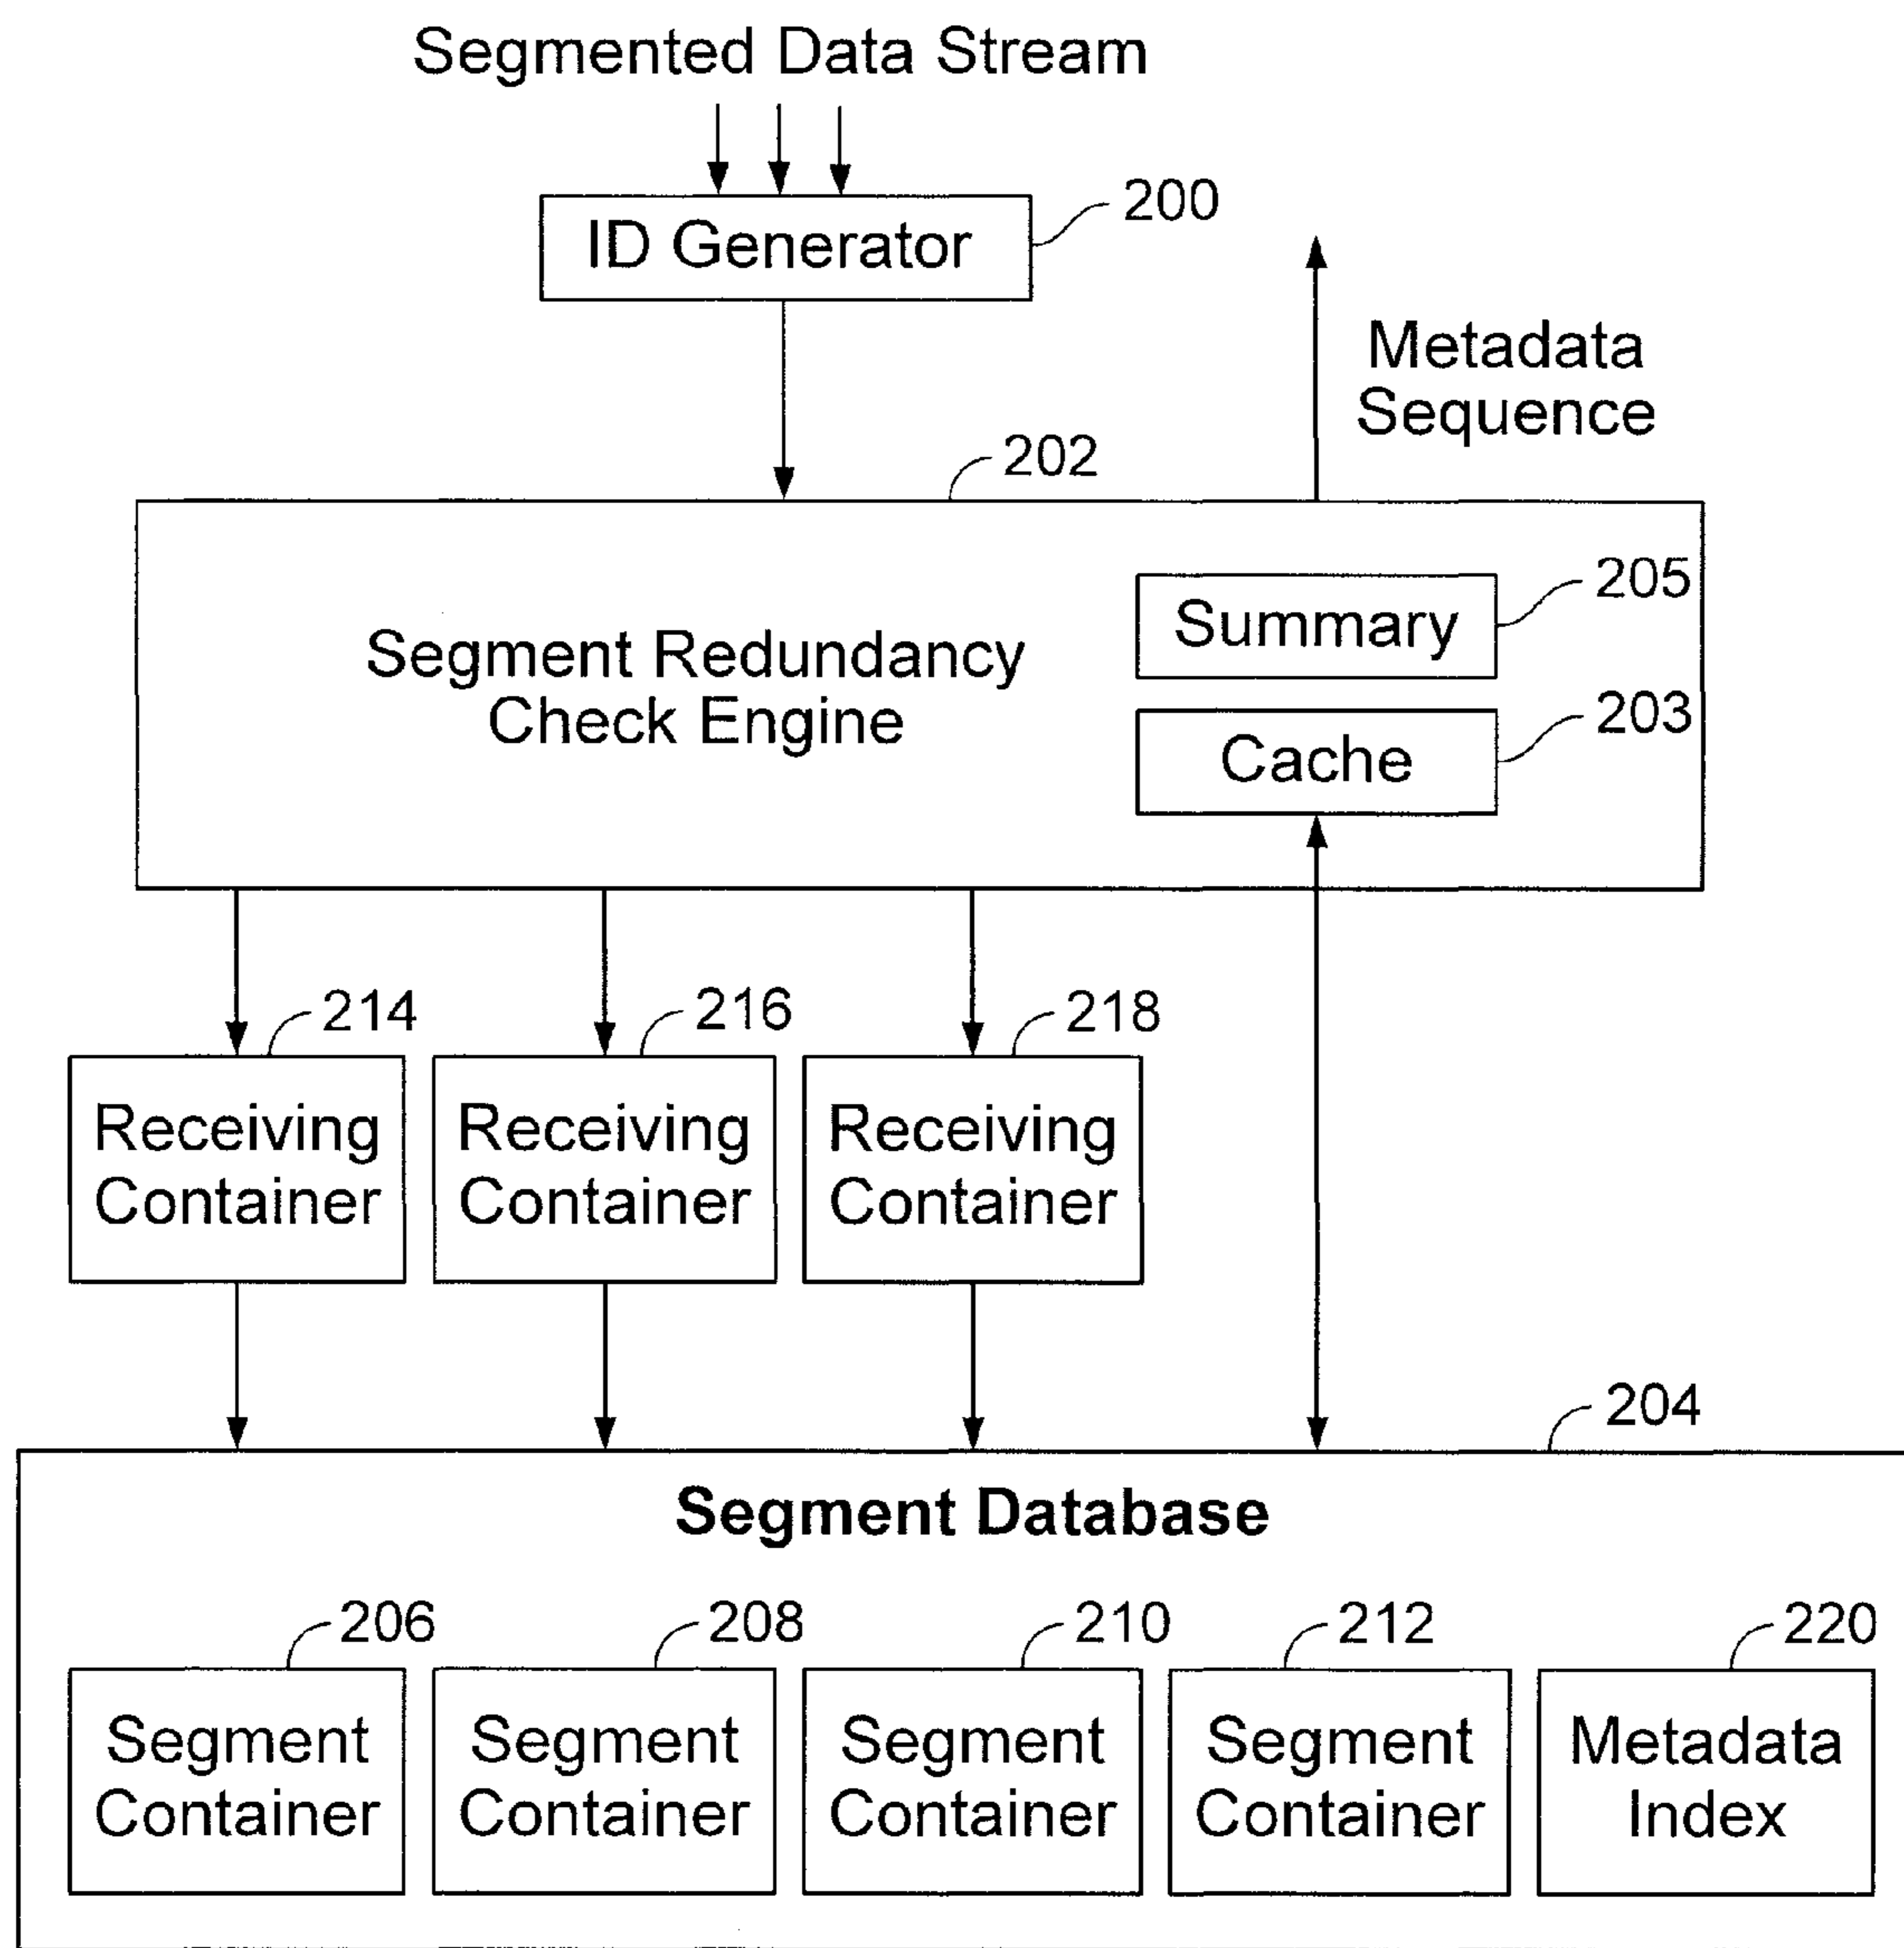 Segmented Data Stream
200
ID Generator
Metadata
Sequence
202
205
Summary
Segment Redundancy
Check Engine
203
Cache
214
216
218
Receiving
Container
Receiving
Container
Receiving
Container
204
Segment Database
206
208
210
212
220
Segment
Container
Segment
Container
Segment
Container
Segment
Container
Metadata
Index